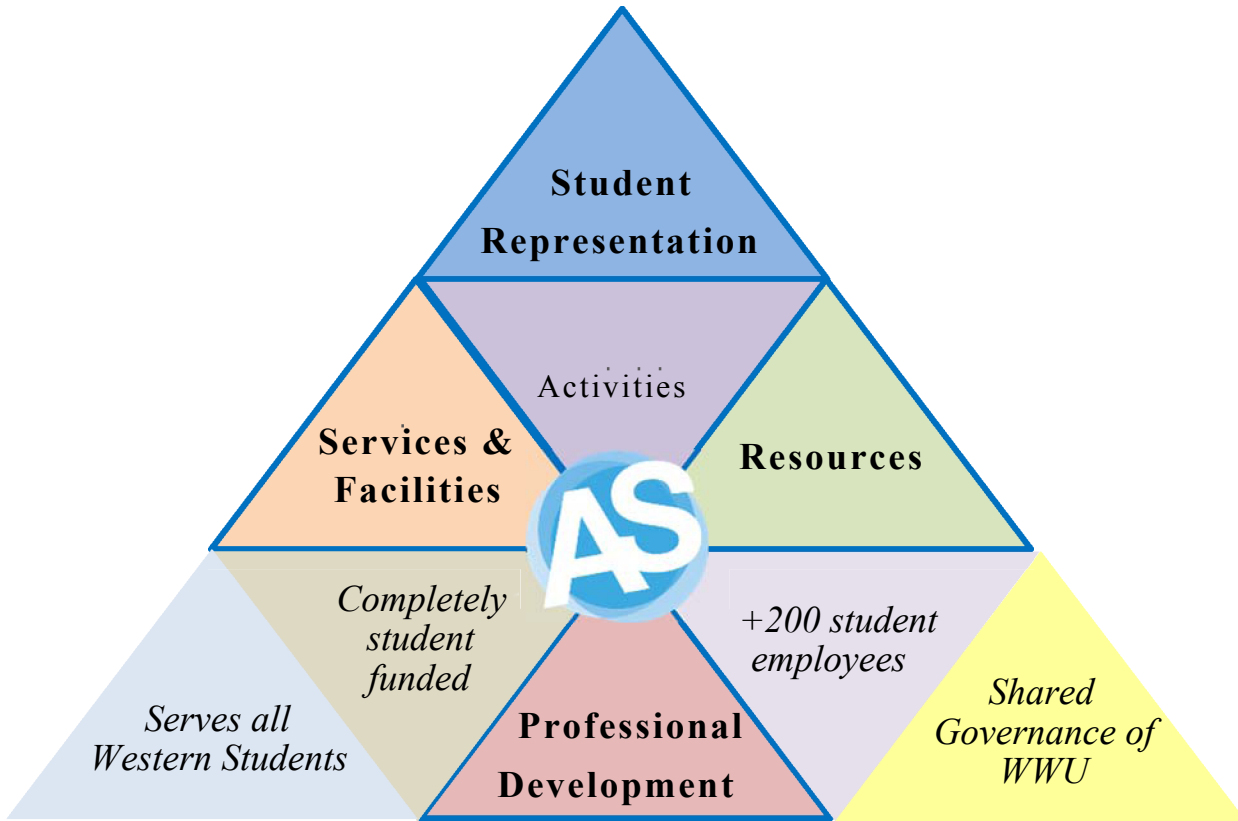 Student
Representation
Activities
Services &
Facilities
Resources
AS
Completely
student
funded
+200 student
employees
Serves all
Western Students
Professional
Development
Shared
Governance of
WWU